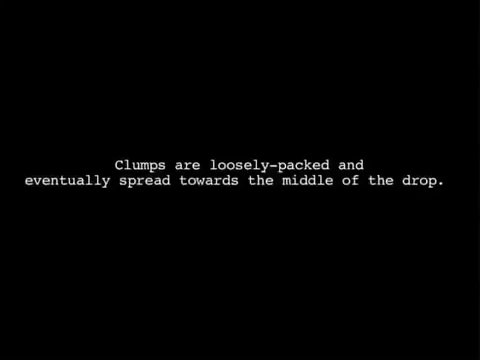 Clumps are loosely-packed and
eventually spread towards the middle of the drop.